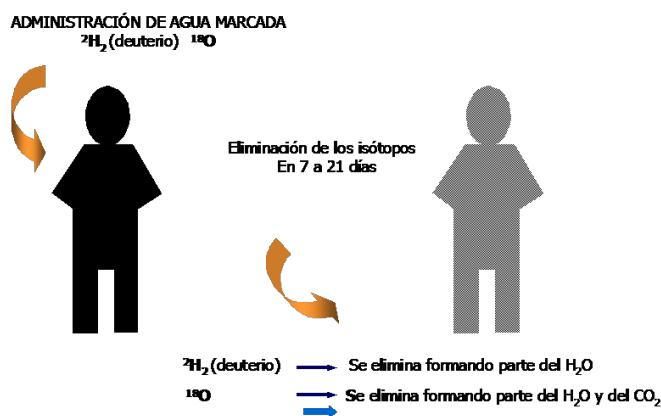 ADMINISTRACIÓN DE AGUA MARCADA
²H₂ (deuterio) ¹⁸O
Eliminación de los isótopos
En 7 a 21 días
²H₂ (deuterio) Se elimina formando parte del H₂O
¹⁸O Se elimina formando parte del H₂O y del CO₂